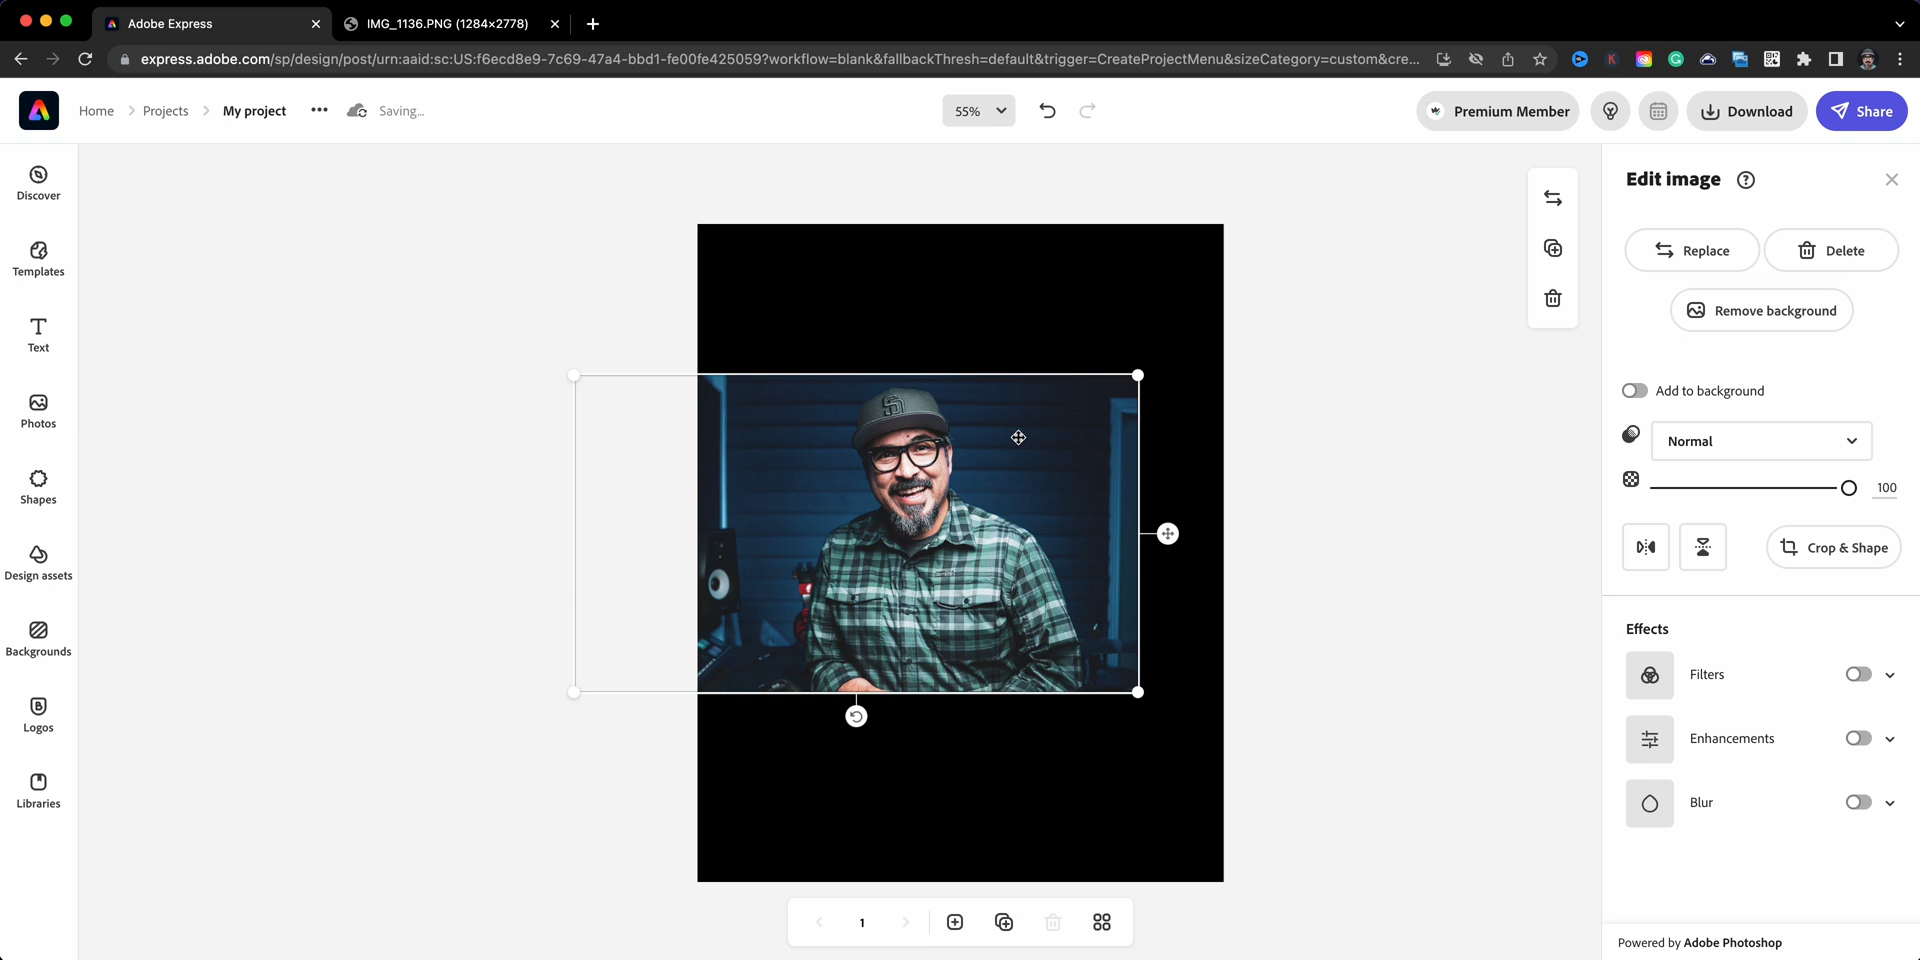 Adobe Express
IMG_1136.PNG (1284×2778)
express.adobe.com/sp/design/post/urn:aaid:sc:US:f6ecd8e9-7c69-47a4-bbd1-fe00fe425059?workflow=blank&fallbackThresh=default&trigger=CreateProjectMenu&sizeCategory=custom&cre...
Home
Projects
My project
Saving...
55%
Premium Member
Download
Share
Discover
Templates
Text
Photos
Shapes
Design assets
Backgrounds
Logos
Libraries
Edit image
Replace
Delete
Remove background
Add to background
Normal
100
Crop & Shape
Effects
Filters
Enhancements
Blur
1
Powered by Adobe Photoshop